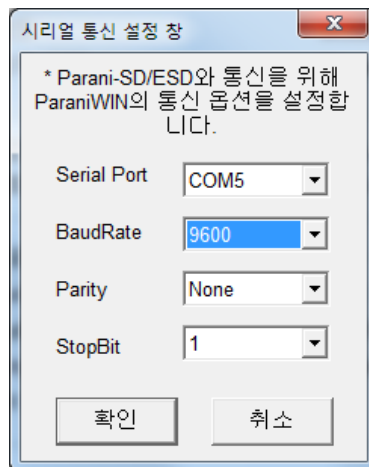 시리얼 통신 설정 창
* Parani-SD/ESD와 통신을 위해
ParaniWIN의 통신 옵션을 설정합
니다.
Serial Port COM5
BaudRate 9600
Parity None
StopBit 1
확인 취소